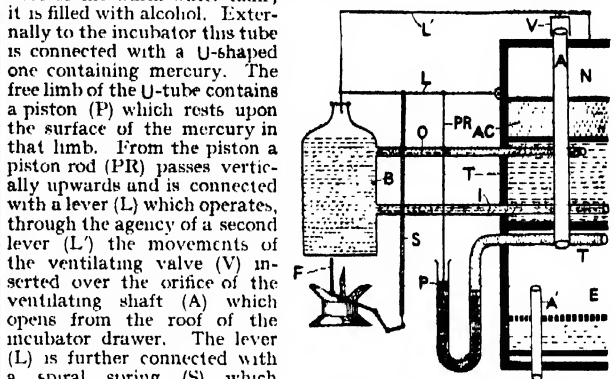 it is filled with alcohol. Exter-
nally to the incubator this tube
is connected with a U-shaped
one containing mercury. The
free limb of the U-tube contains
a piston (P) which rests upon
the surface of the mercury in
that limb. From the piston a
piston rod (PR) passes vertic-
ally upwards and is connected
with a lever (L) which operates,
through the agency of a second
lever (L′) the movements of
the ventilating valve (V) in-
serted over the orifice of the
ventilating shaft (A) which
opens from the roof of the
incubator drawer. The lever
(L) is further connected with
a spiral spring (S) which
L′
V
A
N
L
PR
AC
O
B
T
I
S
F
P
T
A′
E